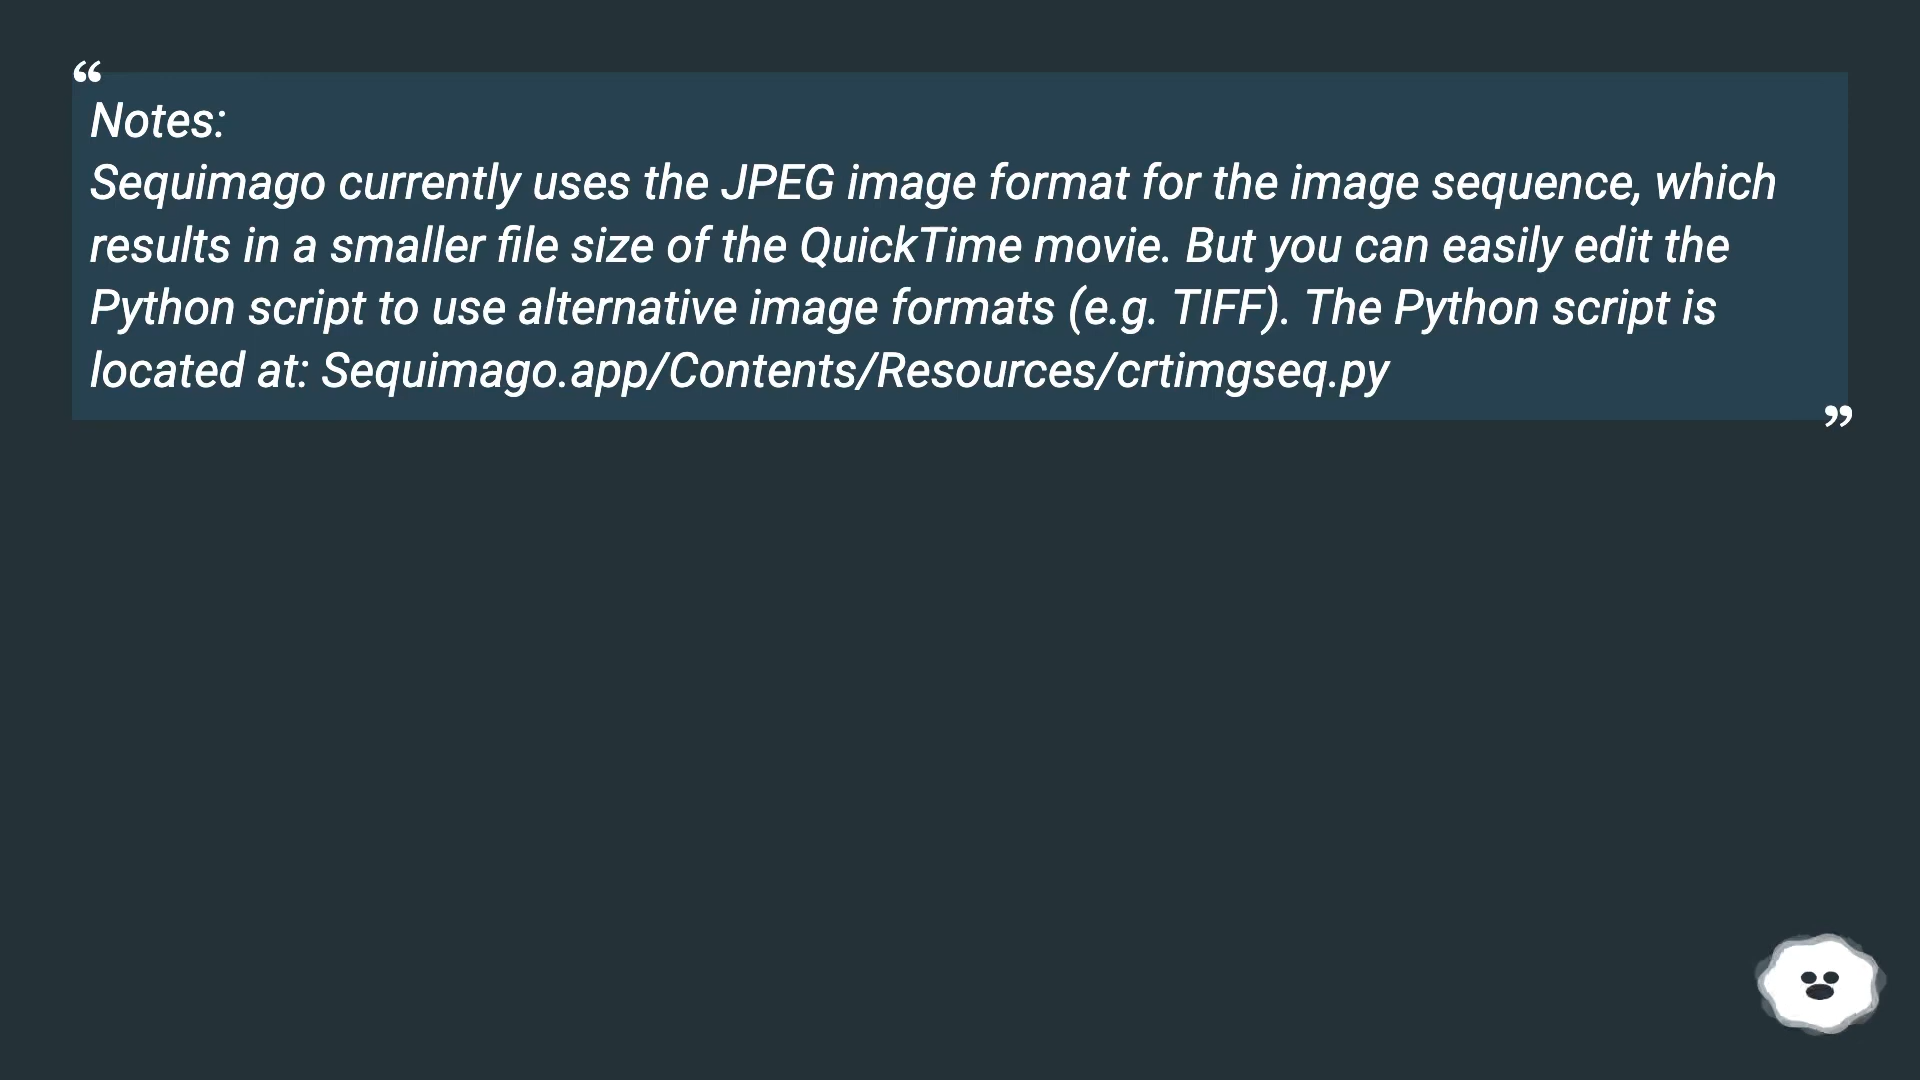 “
Notes:
Sequimago currently uses the JPEG image format for the image sequence, which
results in a smaller file size of the QuickTime movie. But you can easily edit the
Python script to use alternative image formats (e.g. TIFF). The Python script is
located at: Sequimago.app/Contents/Resources/crtimgseq.py
”